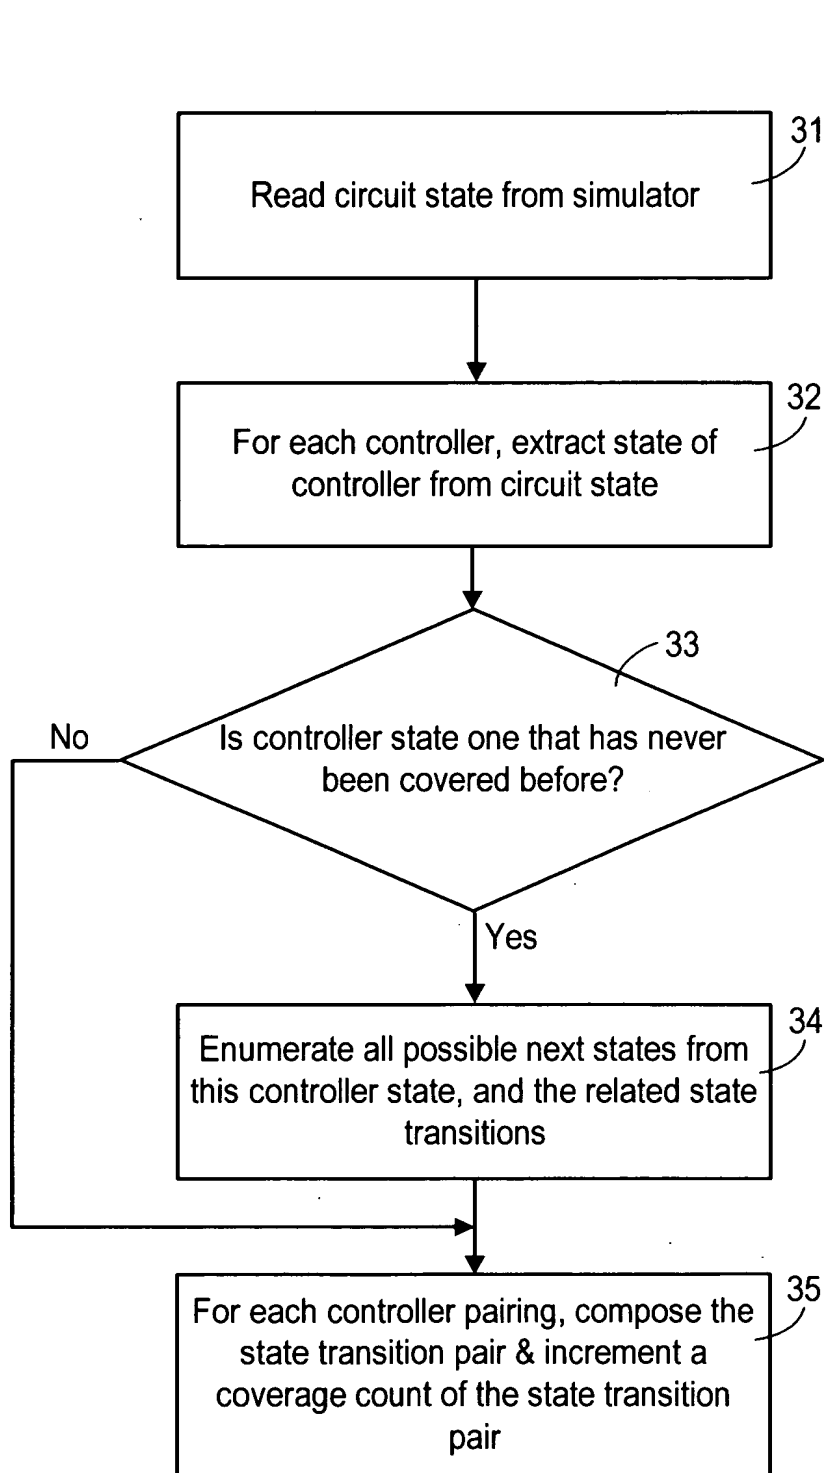 31
Read circuit state from simulator
32
For each controller, extract state of
controller from circuit state
33
No
Is controller state one that has never
been covered before?
Yes
34
Enumerate all possible next states from
this controller state, and the related state
transitions
35
For each controller pairing, compose the
state transition pair & increment a
coverage count of the state transition
pair